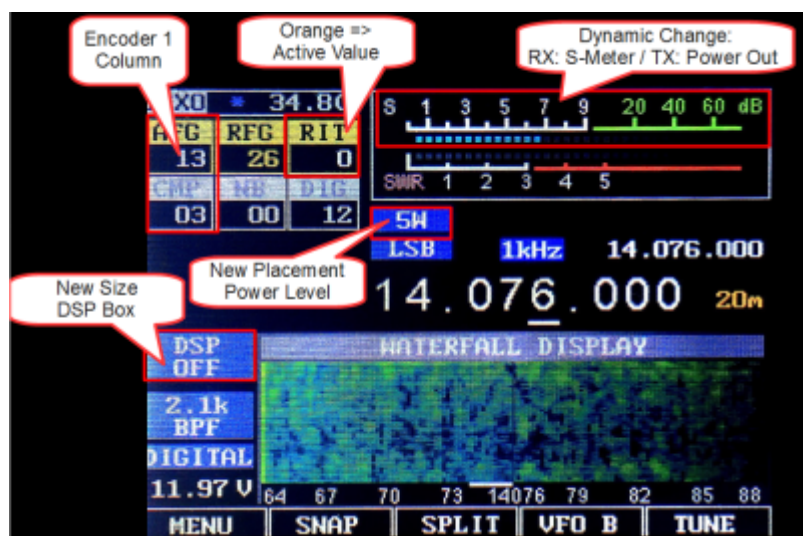 Encoder 1
Column
Orange =>
Active Value
Dynamic Change:
RX: S-Meter / TX: Power Out
* 34.80
S 1 3 5 7 9 20 40 60 dB
AFG RFG RIT
13 26 0
SWR 1 2 3 4 5
CMP NB DIG
03 00 12
5W
LSB 1kHz 14.076.000
New Placement
Power Level
14.076.000 20m
New Size
DSP Box
DSP
OFF
WATERFALL DISPLAY
2.1k
BPF
DIGITAL
11.97 V
64 67 70 73 14076 79 82 85 88
MENU SNAP SPLIT VFO B TUNE